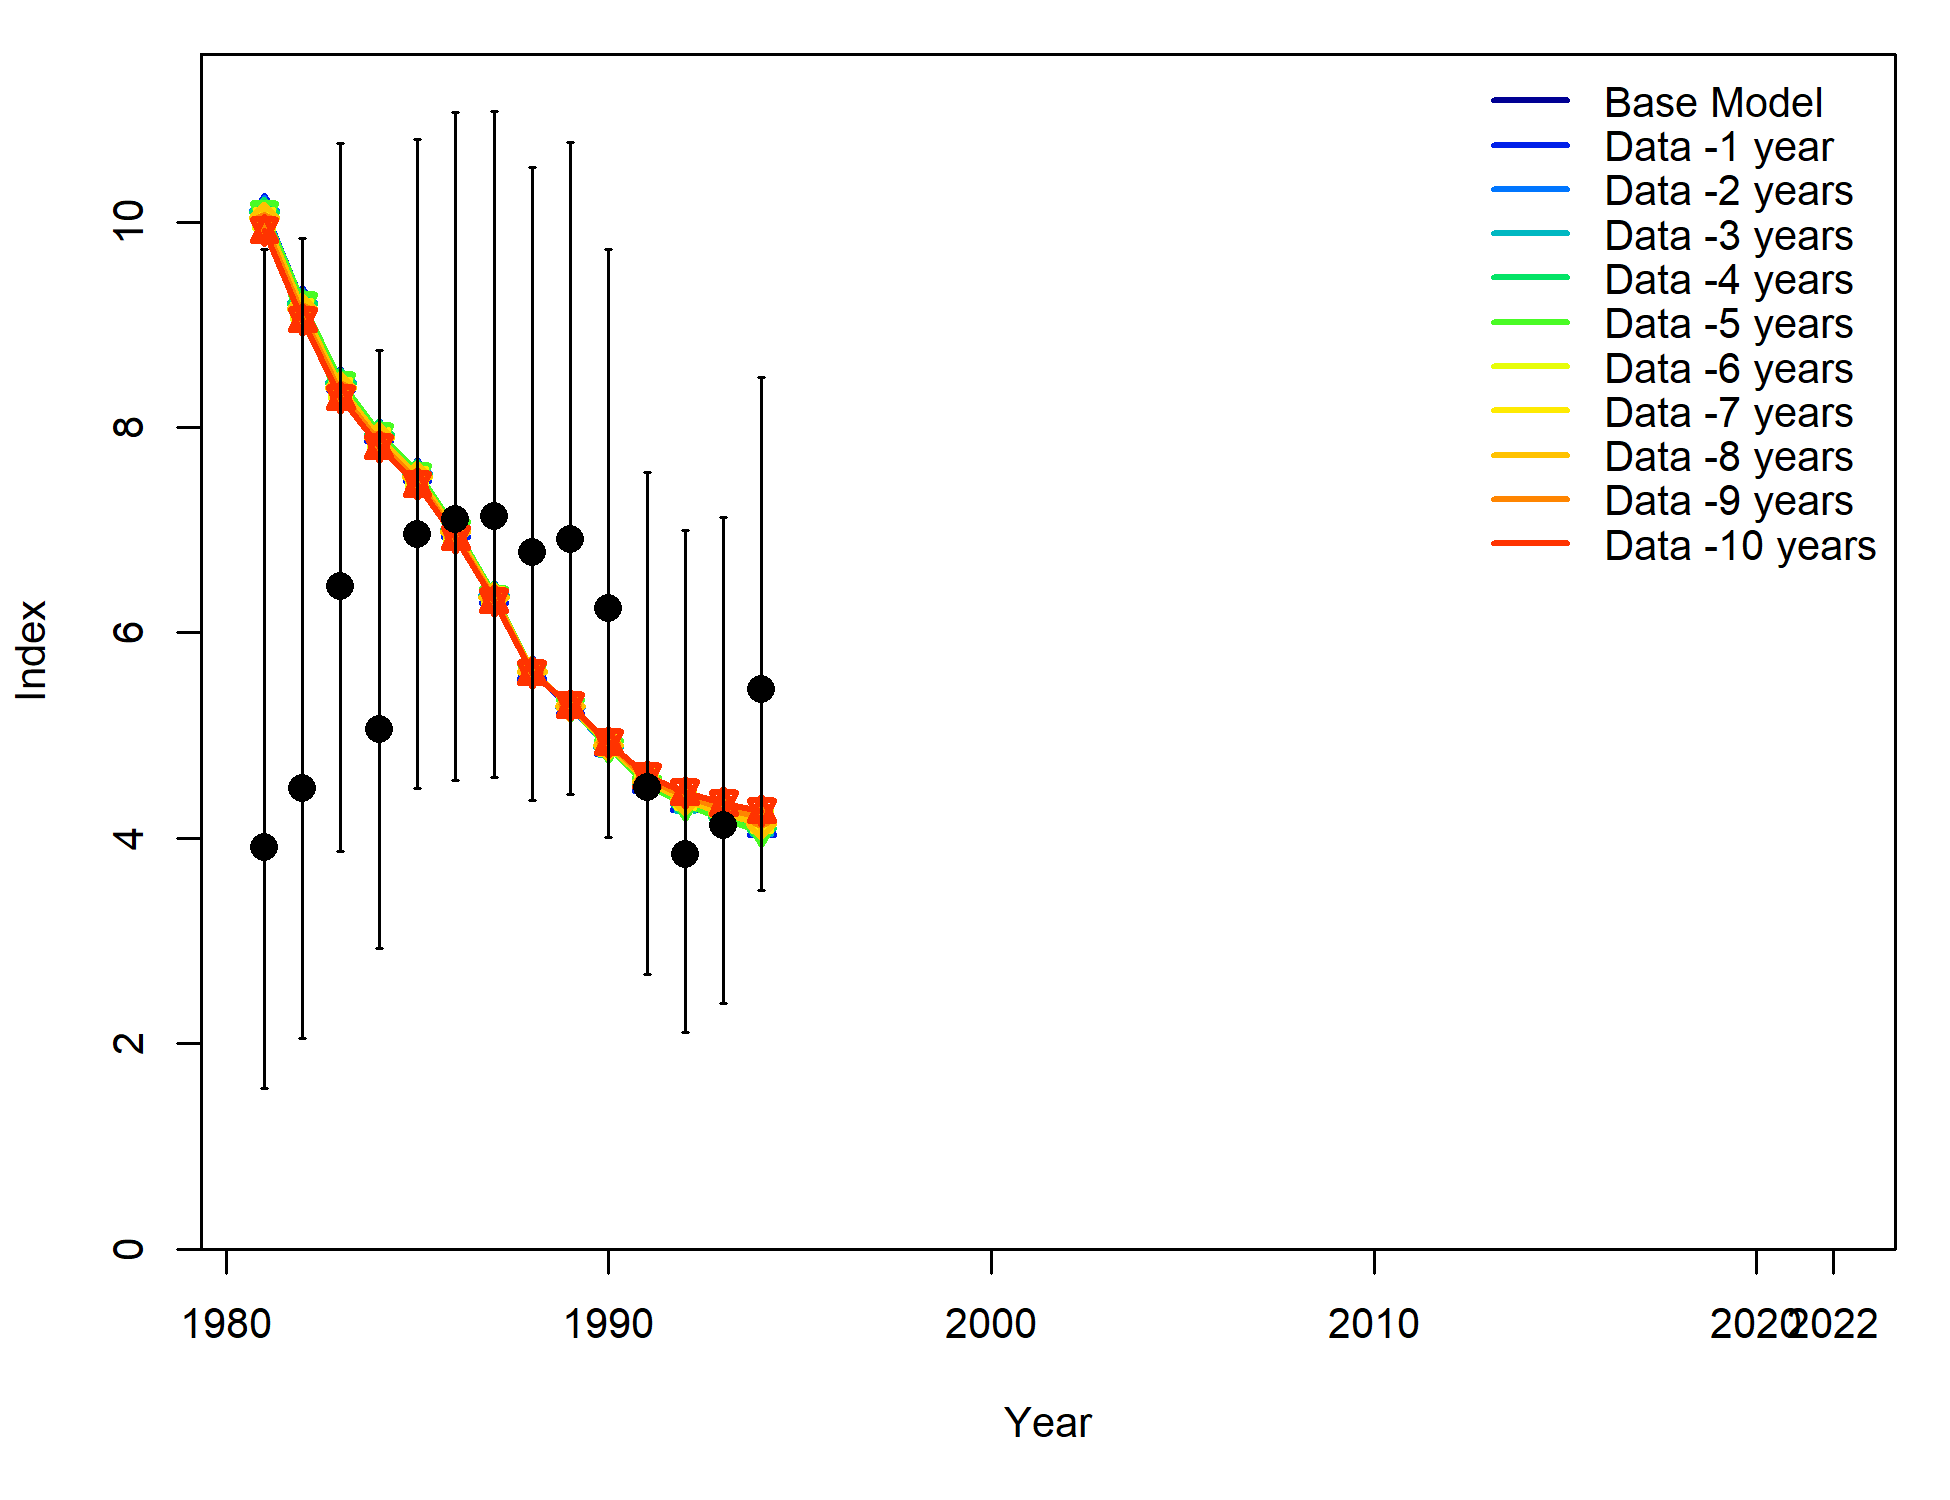 Base Model
Data -1 year
Data -2 years
Data -3 years
Data -4 years
Data -5 years
Data -6 years
Data -7 years
Data -8 years
Data -9 years
Data -10 years
10
8
6
4
2
0
Index
1980 1990 2000 2010 2020 2022
Year